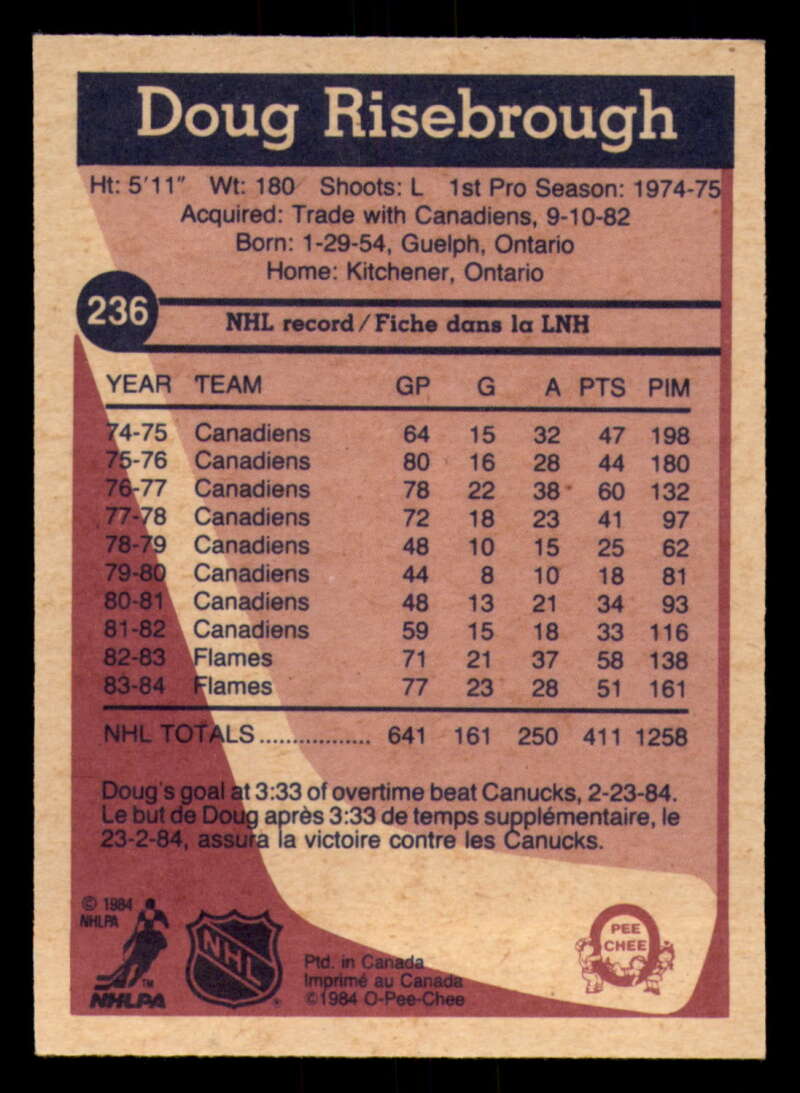 Doug Risebrough
Ht: 5'11" Wt: 180 Shoots: L 1st Pro Season: 1974-75
Acquired: Trade with Canadiens, 9-10-82
Born: 1-29-54, Guelph, Ontario
Home: Kitchener, Ontario
236
NHL record/Fiche dans la LNH
YEAR TEAM GP G A PTS PIM
74-75 Canadiens 64 15 32 47 198
75-76 Canadiens 80 16 28 44 180
76-77 Canadiens 78 22 38 60 132
77-78 Canadiens 72 18 23 41 97
78-79 Canadiens 48 10 15 25 62
79-80 Canadiens 44 8 10 18 81
80-81 Canadiens 48 13 21 34 93
81-82 Canadiens 59 15 18 33 116
82-83 Flames 71 21 37 58 138
83-84 Flames 77 23 28 51 161
NHL TOTALS................. 641 161 250 411 1258
Doug's goal at 3:33 of overtime beat Canucks, 2-23-84.
Le but de Doug après 3:33 de temps supplémentaire, le
23-2-84, assura la victoire contre les Canucks.
© 1984
NHLPA
TM
NHLPA
NHL
®
Ptd. in Canada
Imprimé au Canada
©1984 O-Pee-Chee
PEE
CHEE